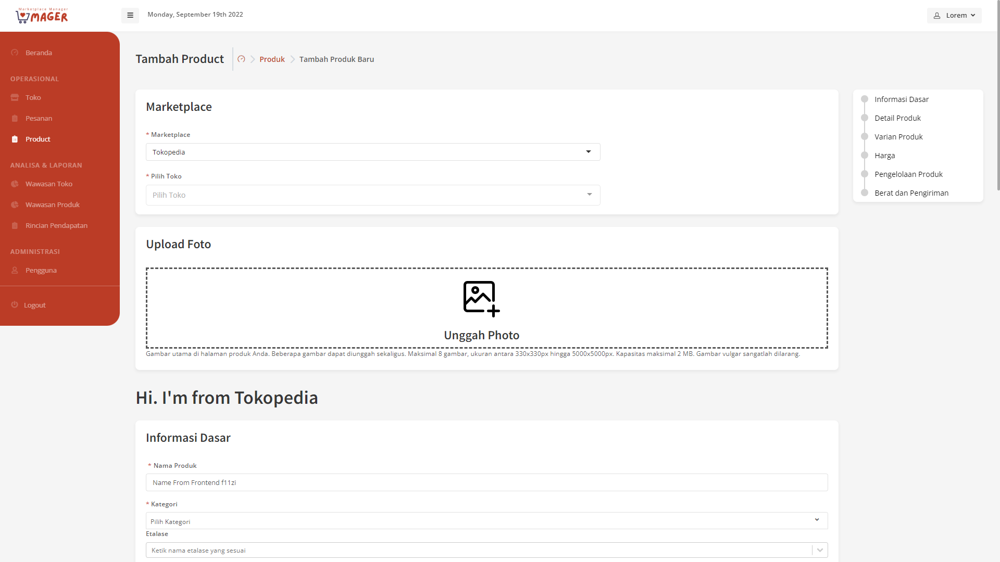 Marketplace Manager
MAGER
Monday, September 19th 2022
Lorem
Beranda
OPERASIONAL
Toko
Pesanan
Product
ANALISA & LAPORAN
Wawasan Toko
Wawasan Produk
Rincian Pendapatan
ADMINISTRASI
Pengguna
Logout
Tambah Product
Produk
Tambah Produk Baru
Marketplace
* Marketplace
Tokopedia
* Pilih Toko
Pilih Toko
Upload Foto
Unggah Photo
Gambar utama di halaman produk Anda. Beberapa gambar dapat diunggah sekaligus. Maksimal 8 gambar, ukuran antara 330x330px hingga 5000x5000px. Kapasitas maksimal 2 MB. Gambar vulgar sangatlah dilarang.
Hi. I'm from Tokopedia
Informasi Dasar
* Nama Produk
Name From Frontend f11zi
* Kategori
Pilih Kategori
Etalase
Ketik nama etalase yang sesuai
Informasi Dasar
Detail Produk
Varian Produk
Harga
Pengelolaan Produk
Berat dan Pengiriman